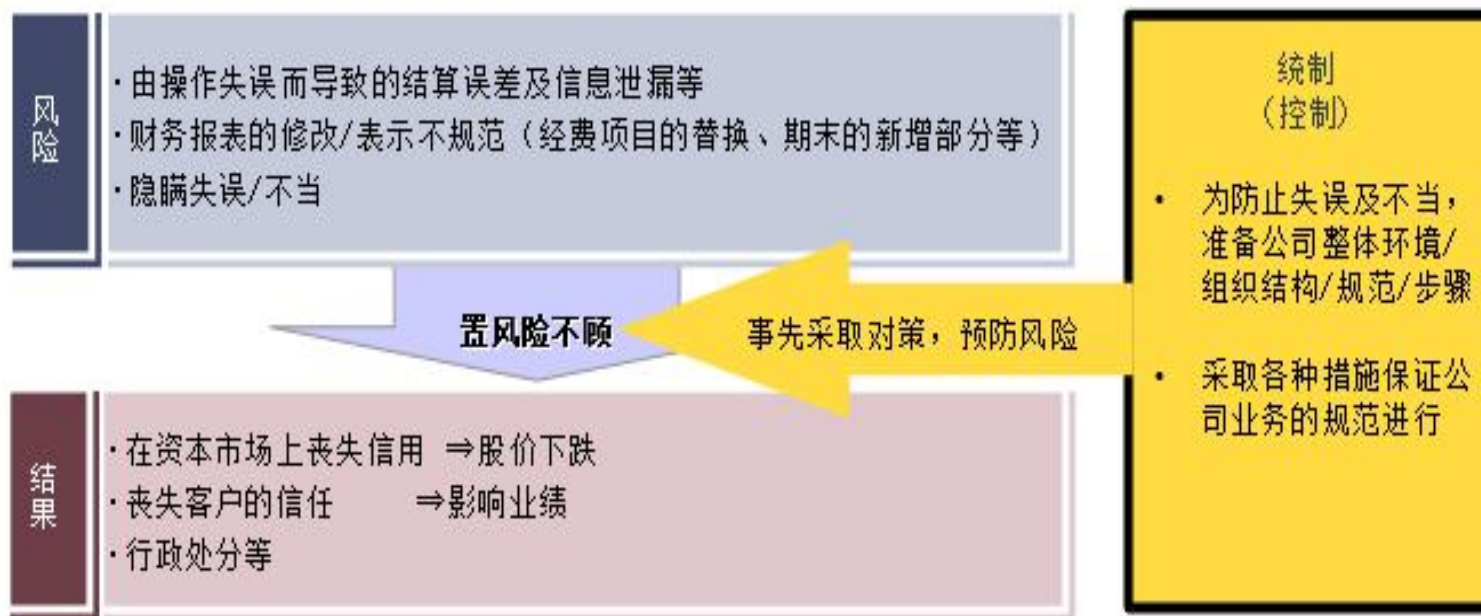 风险
·由操作失误而导致的结算误差及信息泄漏等
·财务报表的修改/表示不规范（经费项目的替换、期末的新增部分等）
·隐瞒失误/不当
置风险不顾
事先采取对策，预防风险
结果
·在资本市场上丧失信用 ⇒股价下跌
·丧失客户的信任 ⇒影响业绩
·行政处分等
统制
（控制）
• 为防止失误及不当，
准备公司整体环境/
组织结构/规范/步骤
• 采取各种措施保证公
司业务的规范进行